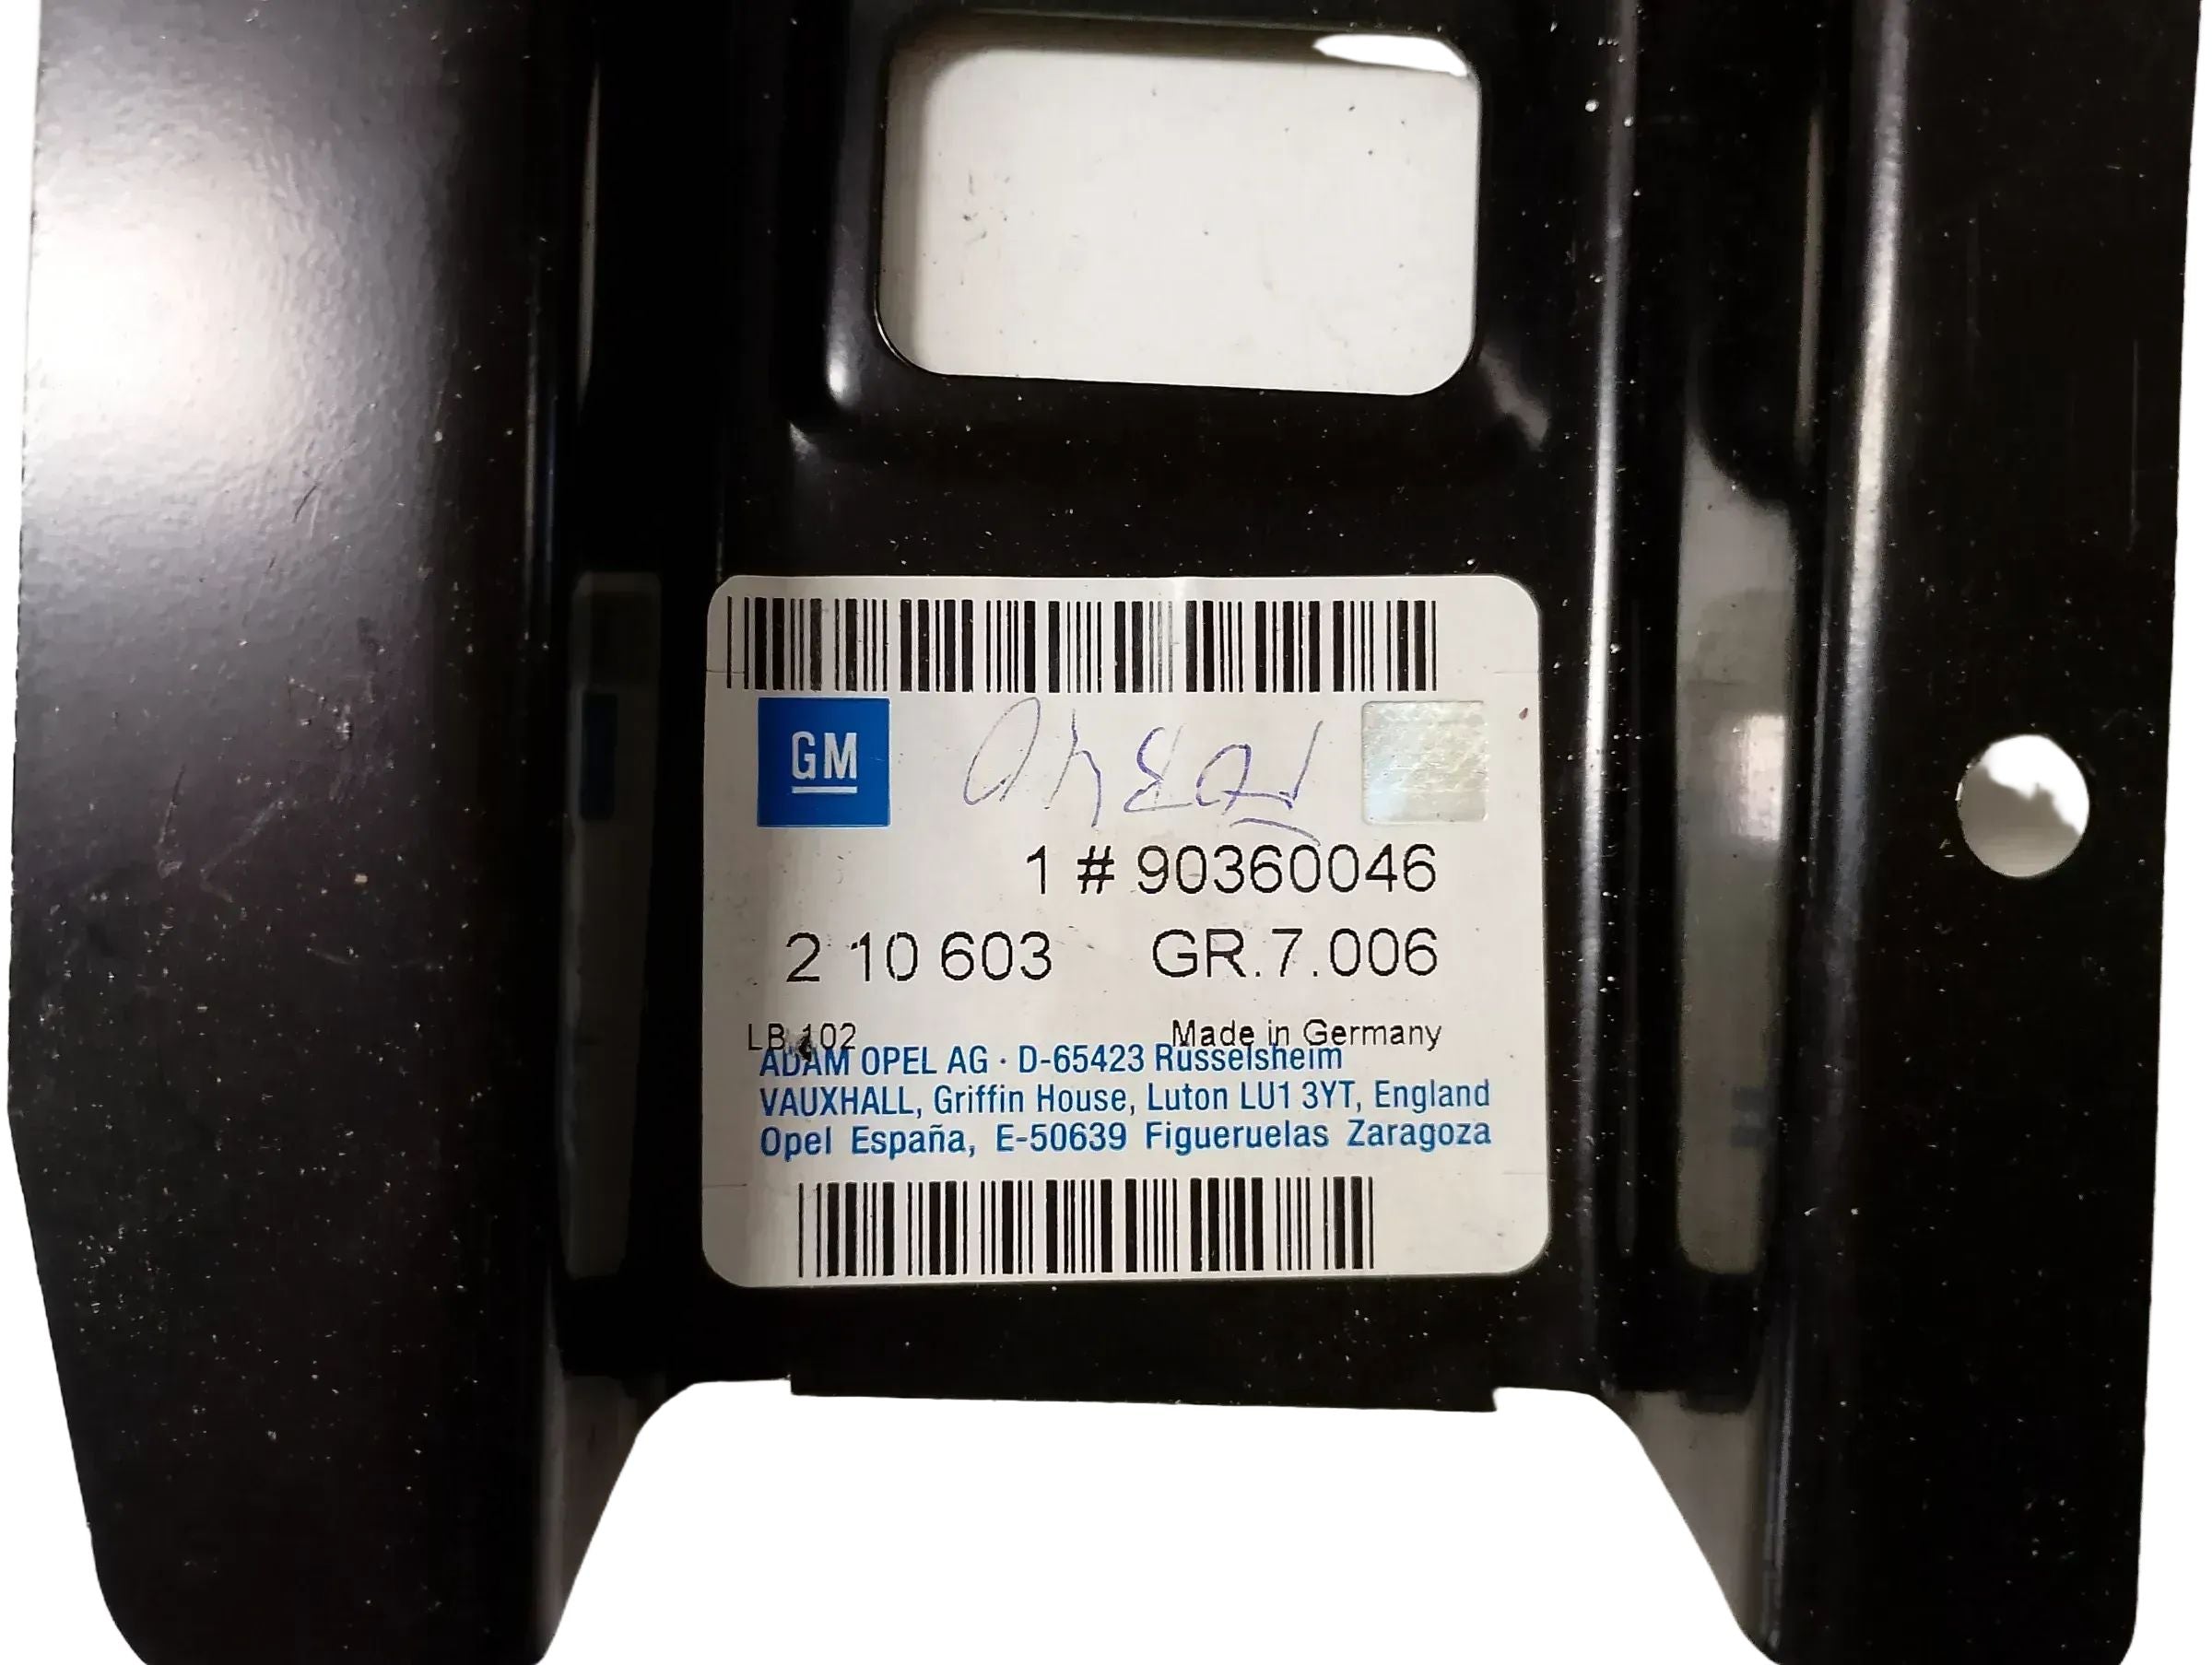 GM
1 # 90360046
2 10 603 GR.7.006
LB 102 Made in Germany
ADAM OPEL AG · D-65423 Rüsselsheim
VAUXHALL, Griffin House, Luton LU1 3YT, England
Opel España, E-50639 Figueruelas Zaragoza